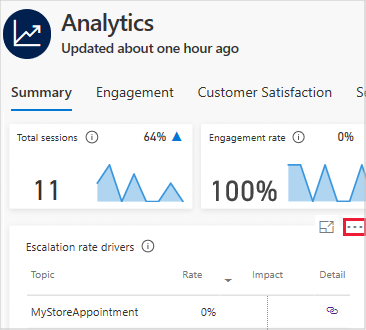 Analytics
Updated about one hour ago
Summary Engagement Customer Satisfaction
Total sessions 64% Engagement rate 0%
11 100%
Escalation rate drivers
Topic Rate Impact Detail
MyStoreAppointment 0%